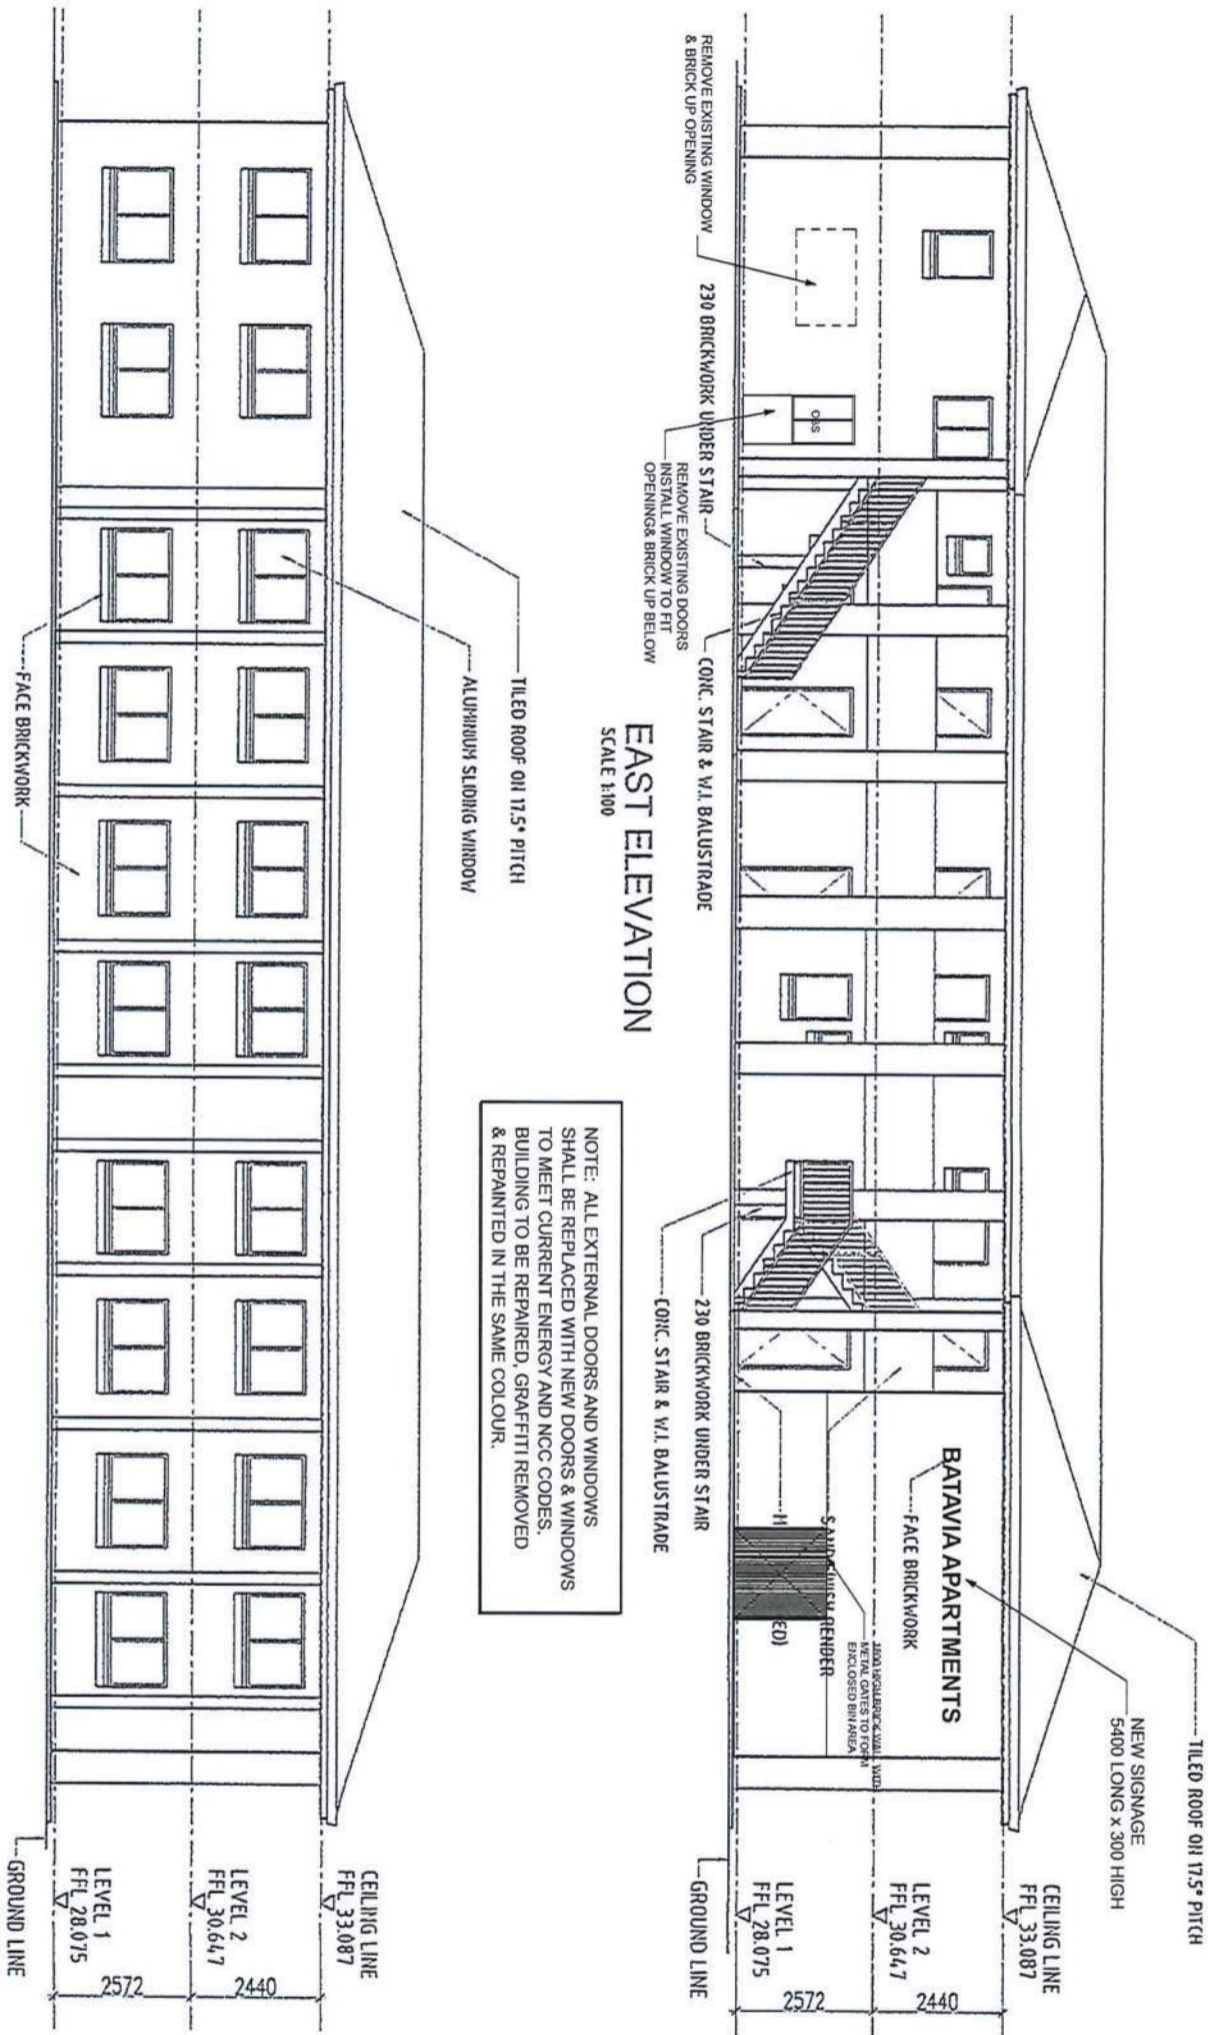 TILED ROOF ON 17.5° PITCH
NEW SIGNAGE
5400 LONG x 300 HIGH
CEILING LINE
FFL 33.087
LEVEL 2
FFL 30.647
LEVEL 1
FFL 28.075
2440
2572
GROUND LINE
BATAVIA APARTMENTS
FACE BRICKWORK
1800 HIGH BRICK WALL WITH
METAL GATES TO FORM
ENCLOSED BIN AREA
RENDER
ED)
REMOVE EXISTING WINDOW
& BRICK UP OPENING
230 BRICKWORK UNDER STAIR
OBS
REMOVE EXISTING DOORS
INSTALL WINDOW TO FIT
OPENING& BRICK UP BELOW
CONC. STAIR & W.I. BALUSTRADE
230 BRICKWORK UNDER STAIR
CONC. STAIR & W.I. BALUSTRADE
EAST ELEVATION
SCALE 1:100
NOTE: ALL EXTERNAL DOORS AND WINDOWS
SHALL BE REPLACED WITH NEW DOORS & WINDOWS
TO MEET CURRENT ENERGY AND NCC CODES.
BUILDING TO BE REPAIRED, GRAFFITI REMOVED
& REPAINTED IN THE SAME COLOUR.
TILED ROOF ON 17.5° PITCH
ALUMINIUM SLIDING WINDOW
FACE BRICKWORK
CEILING LINE
FFL 33.087
LEVEL 2
FFL 30.647
LEVEL 1
FFL 28.075
2440
2572
GROUND LINE